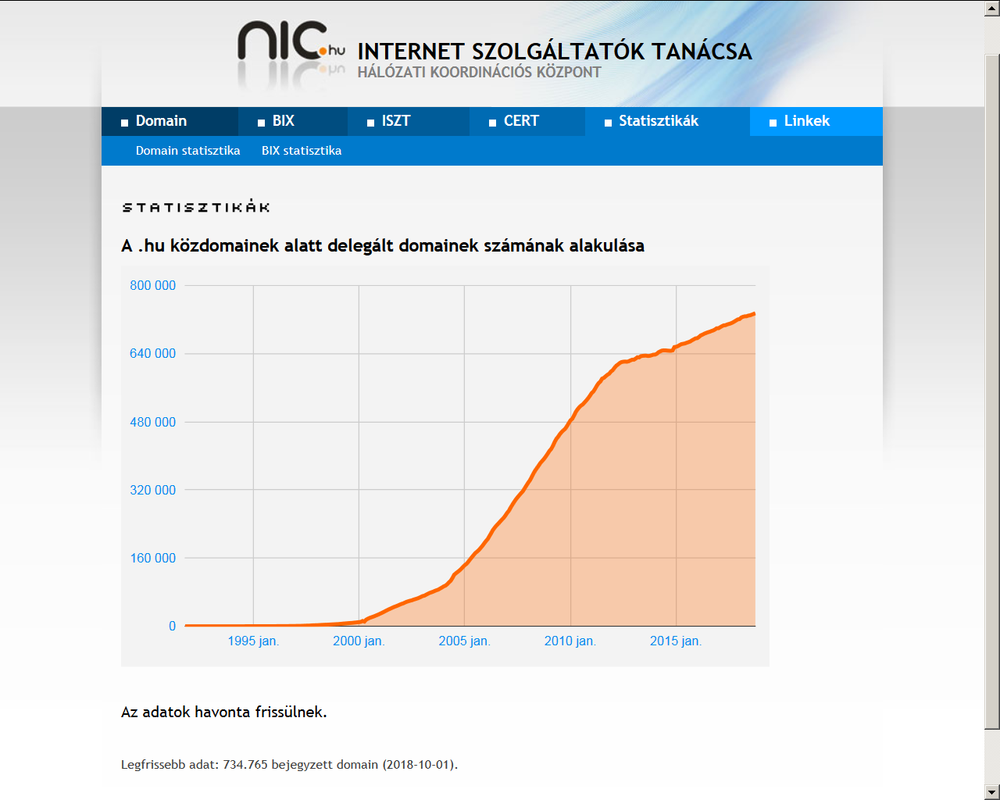 NIC.hu
INTERNET SZOLGÁLTATÓK TANÁCSA
HÁLÓZATI KOORDINÁCIÓS KÖZPONT
Domain BIX ISZT CERT Statisztikák Linkek
Domain statisztika BIX statisztika
STATISZTIKÁK
A .hu közdomainek alatt delegált domainek számának alakulása
800 000
640 000
480 000
320 000
160 000
0
1995 jan. 2000 jan. 2005 jan. 2010 jan. 2015 jan.
Az adatok havonta frissülnek.
Legfrissebb adat: 734.765 bejegyzett domain (2018-10-01).